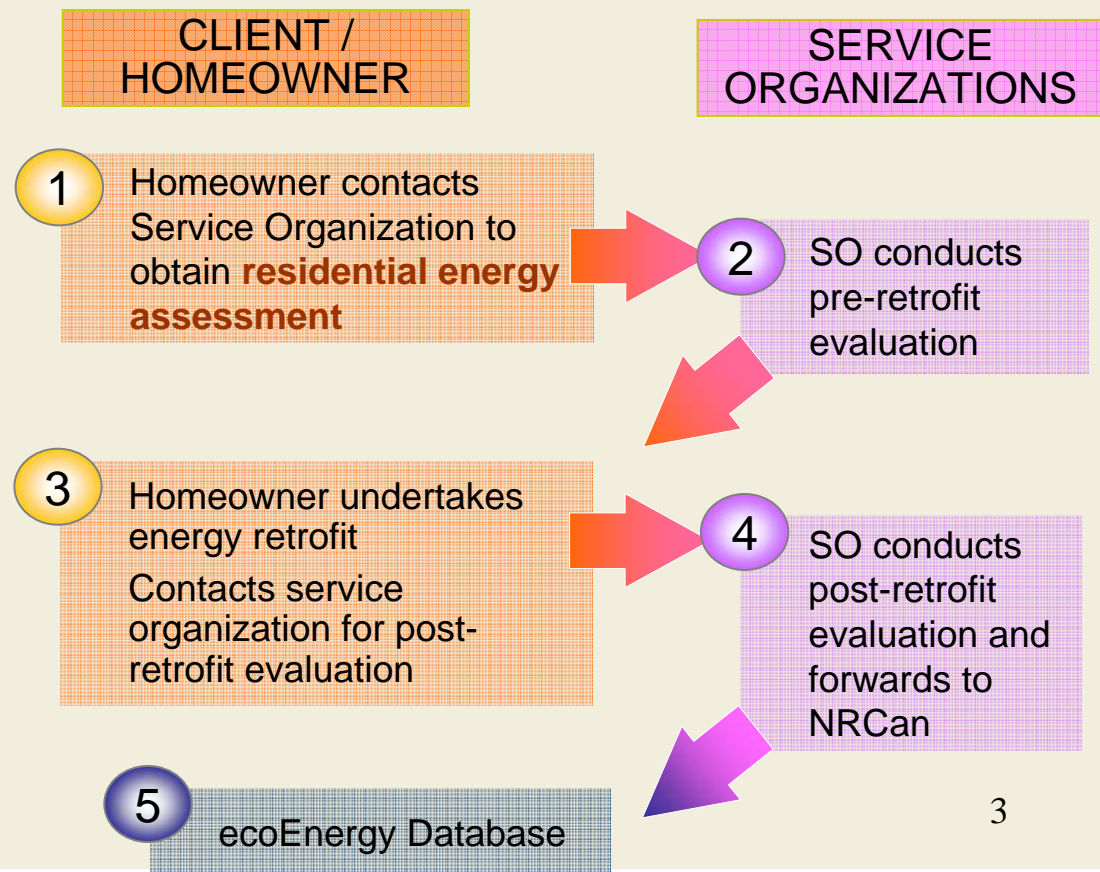 CLIENT /
HOMEOWNER
SERVICE
ORGANIZATIONS
1
Homeowner contacts
Service Organization to
obtain residential energy
assessment
2
SO conducts
pre-retrofit
evaluation
3
Homeowner undertakes
energy retrofit
Contacts service
organization for post-
retrofit evaluation
4
SO conducts
post-retrofit
evaluation and
forwards to
NRCan
5
ecoEnergy Database
3